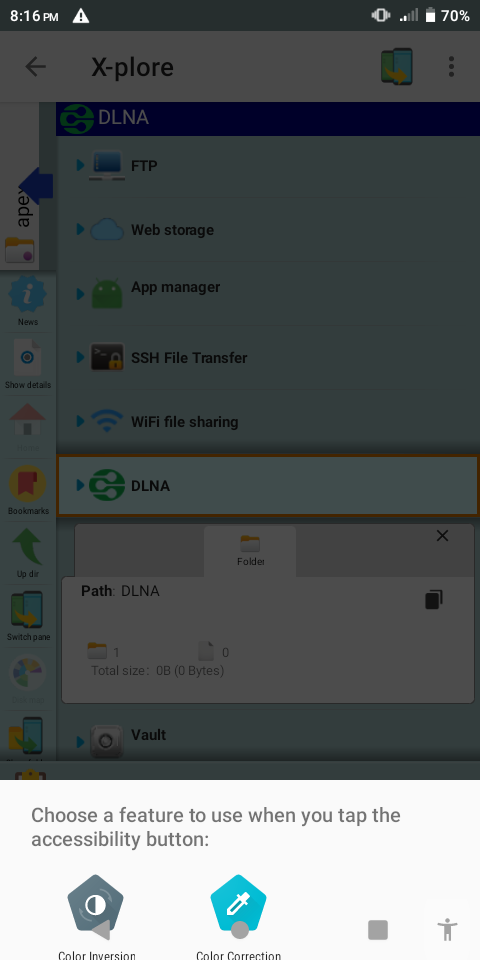 8:16 PM
70%
X-plore
DLNA
apex
FTP
Web storage
News
App manager
Show details
SSH File Transfer
WiFi file sharing
Bookmarks
DLNA
Up dir
Folder
Path: DLNA
Switch pane
1
0
Total size: 0B (0 Bytes)
Vault
Choose a feature to use when you tap the
accessibility button:
Color Inversion
Color Correction